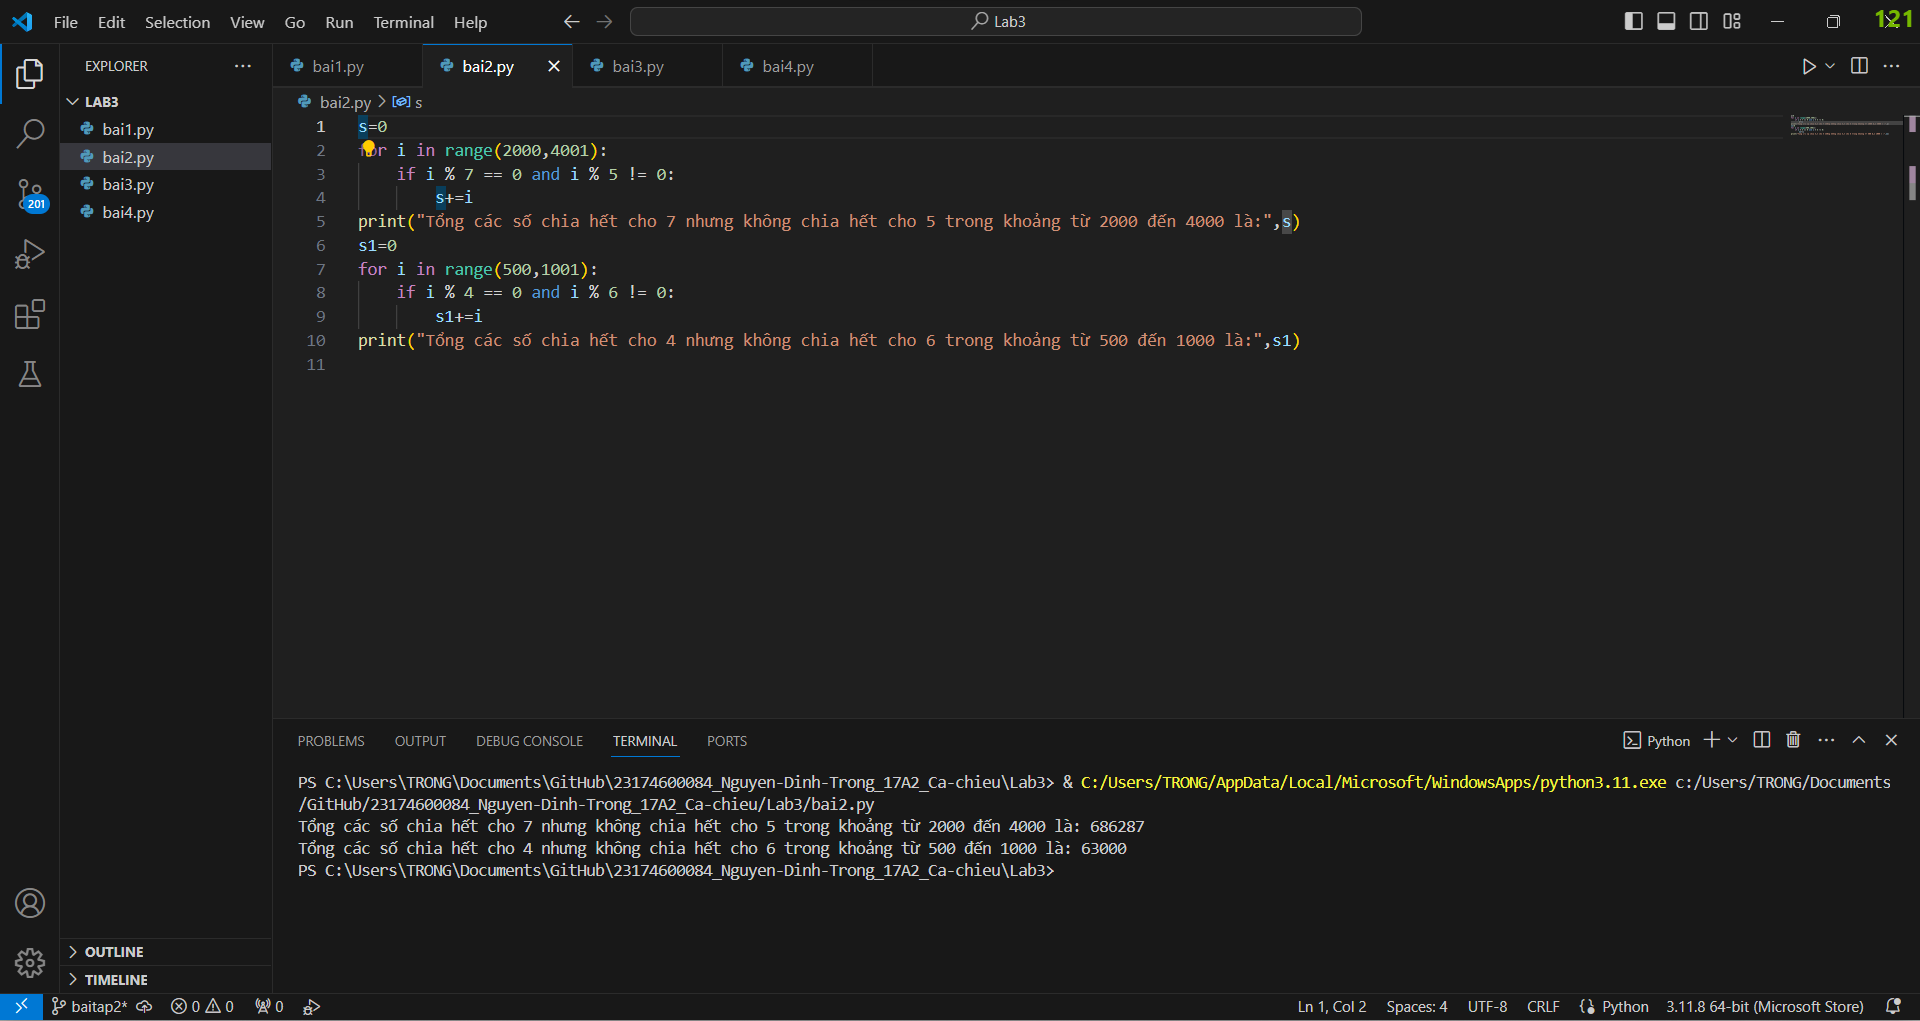 File Edit Selection View Go Run Terminal Help
Lab3
121
EXPLORER
LAB3
bai1.py
bai2.py
bai3.py
bai4.py
201
OUTLINE
TIMELINE
bai1.py bai2.py bai3.py bai4.py
bai2.py > s
1 s=0
2 for i in range(2000,4001):
3 if i % 7 == 0 and i % 5 != 0:
4 s+=i
5 print("Tổng các số chia hết cho 7 nhưng không chia hết cho 5 trong khoảng từ 2000 đến 4000 là:",s)
6 s1=0
7 for i in range(500,1001):
8 if i % 4 == 0 and i % 6 != 0:
9 s1+=i
10 print("Tổng các số chia hết cho 4 nhưng không chia hết cho 6 trong khoảng từ 500 đến 1000 là:",s1)
11
PROBLEMS OUTPUT DEBUG CONSOLE TERMINAL PORTS
Python
PS C:\Users\TRONG\Documents\GitHub\23174600084_Nguyen-Dinh-Trong_17A2_Ca-chieu\Lab3> & C:/Users/TRONG/AppData/Local/Microsoft/WindowsApps/python3.11.exe c:/Users/TRONG/Documents
/GitHub/23174600084_Nguyen-Dinh-Trong_17A2_Ca-chieu/Lab3/bai2.py
Tổng các số chia hết cho 7 nhưng không chia hết cho 5 trong khoảng từ 2000 đến 4000 là: 686287
Tổng các số chia hết cho 4 nhưng không chia hết cho 6 trong khoảng từ 500 đến 1000 là: 63000
PS C:\Users\TRONG\Documents\GitHub\23174600084_Nguyen-Dinh-Trong_17A2_Ca-chieu\Lab3>
baitap2* 0 0 0 Ln 1, Col 2 Spaces: 4 UTF-8 CRLF Python 3.11.8 64-bit (Microsoft Store)